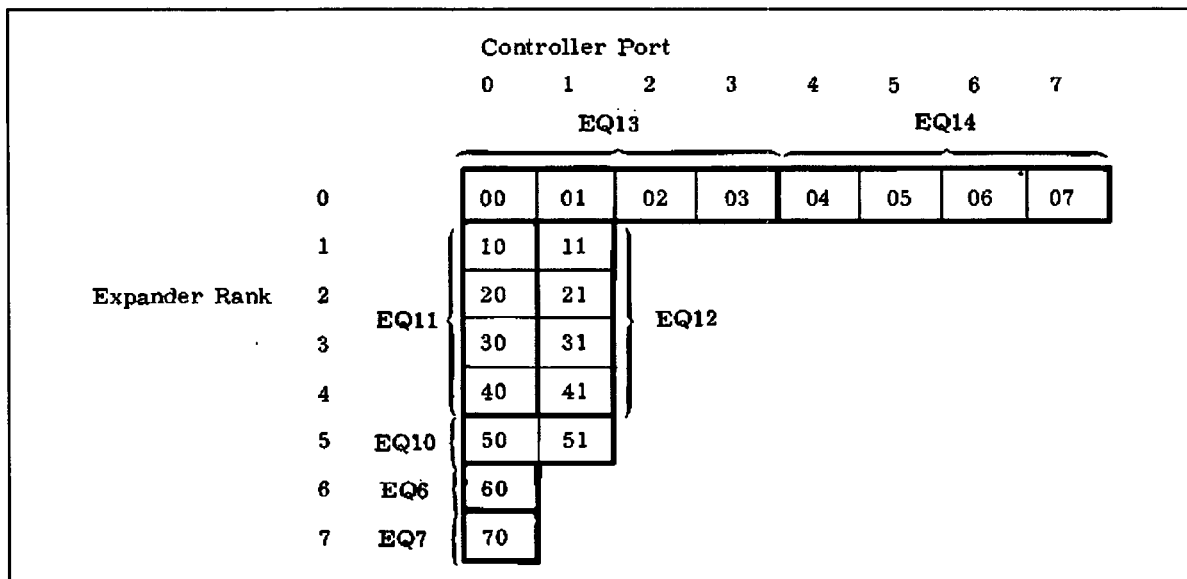 Controller Port
0 1 2 3 4 5 6 7
EQ13 EQ14
0 00 01 02 03 04 05 06 07
1 10 11
Expander Rank 2 20 21
EQ11 EQ12
3 30 31
4 40 41
5 EQ10 50 51
6 EQ6 60
7 EQ7 70